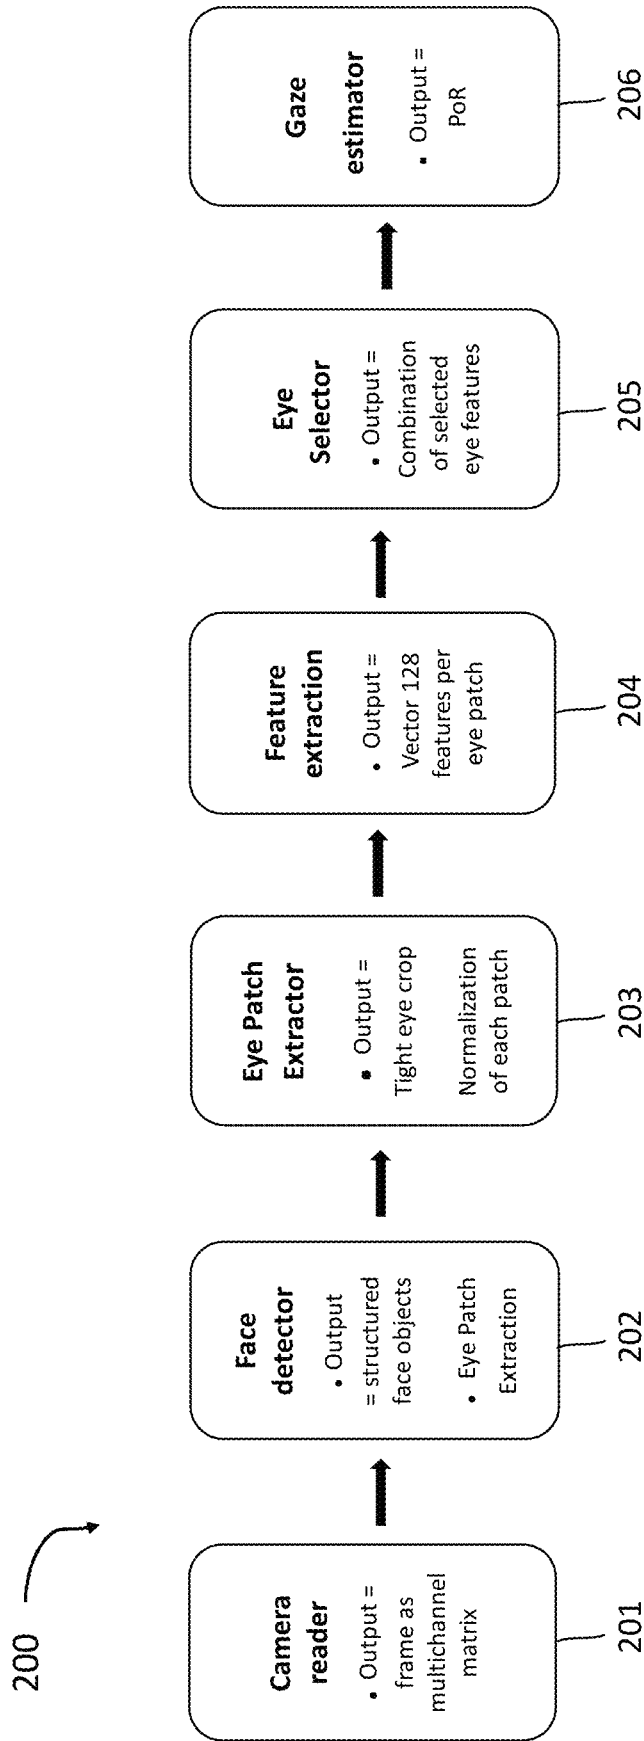 200
Camera
reader
• Output =
frame as
multichannel
matrix
201
Face
detector
• Output
= structured
face objects
• Eye Patch
Extraction
202
Eye Patch
Extractor
• Output =
Tight eye crop
Normalization
of each patch
203
Feature
extraction
• Output =
Vector 128
features per
eye patch
204
Eye
Selector
• Output =
Combination
of selected
eye features
205
Gaze
estimator
• Output =
PoR
206